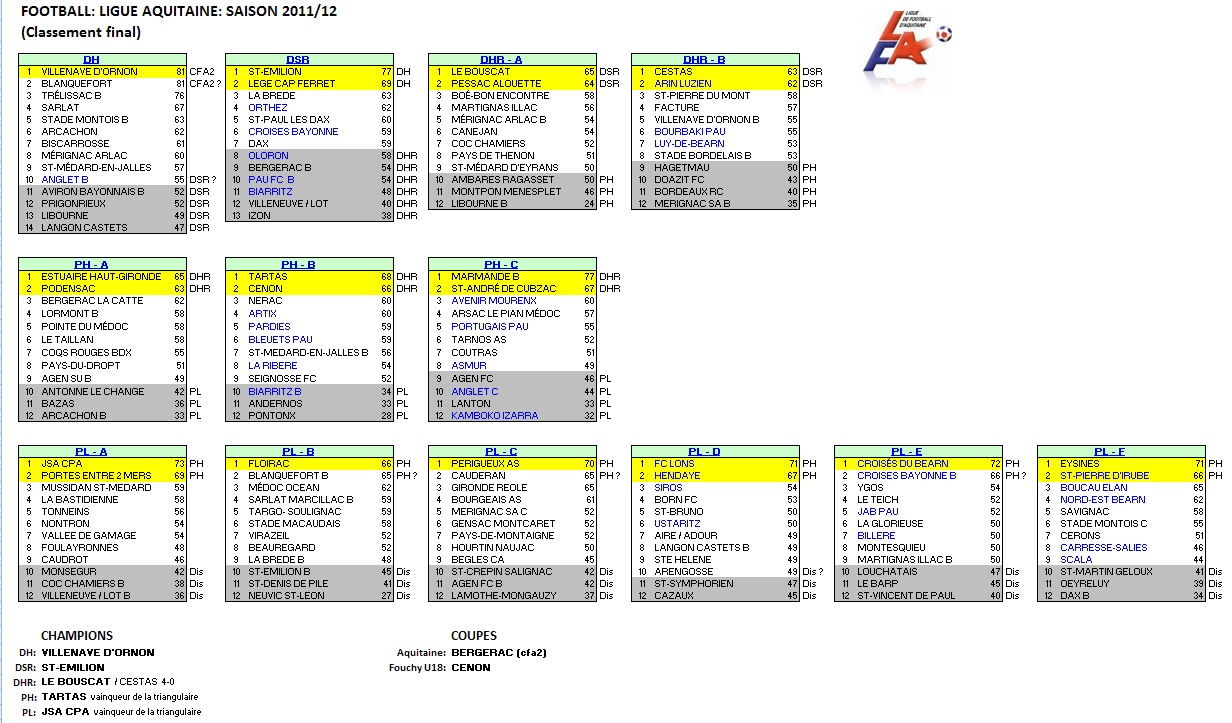 FOOTBALL: LIGUE AQUITAINE: SAISON 2011/12
(Classement final)
LIGUE
DE FOOTBALL
D'AQUITAINE
LFA
DH
1 VILLENAVE D'ORNON 81 CFA2
2 BLANQUEFORT 81 CFA2 ?
3 TRÉLISSAC B 76
4 SARLAT 67
5 STADE MONTOIS B 63
6 ARCACHON 62
7 BISCARROSSE 61
8 MÉRIGNAC ARLAC 60
9 ST-MÉDARD-EN-JALLES 57
10 ANGLET B 55 DSR ?
11 AVIRON BAYONNAIS B 52 DSR
12 PRIGONRIEUX 52 DSR
13 LIBOURNE 49 DSR
14 LANGON CASTETS 47 DSR
DSR
1 ST-EMILION 77 DH
2 LEGE CAP FERRET 69 DH
3 LA BREDE 63
4 ORTHEZ 62
5 ST-PAUL LES DAX 60
6 CROISES BAYONNE 59
7 DAX 59
8 OLORON 58 DHR
9 BERGERAC B 54 DHR
10 PAU FC B 54 DHR
11 BIARRITZ 48 DHR
12 VILLENEUVE / LOT 40 DHR
13 IZON 38 DHR
DHR - A
1 LE BOUSCAT 65 DSR
2 PESSAC ALOUETTE 64 DSR
3 BOÉ-BON ENCONTRE 58
4 MARTIGNAS ILLAC 56
5 MÉRIGNAC ARLAC B 54
6 CANEJAN 54
7 COC CHAMIERS 52
8 PAYS DE THENON 51
9 ST-MÉDARD D'EYRANS 50
10 AMBARES RAGASSET 50 PH
11 MONTPON MENESPLET 46 PH
12 LIBOURNE B 24 PH
DHR - B
1 CESTAS 63 DSR
2 ARIN LUZIEN 62 DSR
3 ST-PIERRE DU MONT 58
4 FACTURE 57
5 VILLENAVE D'ORNON B 55
6 BOURBAKI PAU 55
7 LUY-DE-BEARN 53
8 STADE BORDELAIS B 53
9 HAGETMAU 50 PH
10 DOAZIT FC 43 PH
11 BORDEAUX RC 40 PH
12 MERIGNAC SA B 35 PH
PH - A
1 ESTUAIRE HAUT-GIRONDE 65 DHR
2 PODENSAC 63 DHR
3 BERGERAC LA CATTE 62
4 LORMONT B 58
5 POINTE DU MÉDOC 58
6 LE TAILLAN 58
7 COQS ROUGES BDX 55
8 PAYS-DU-DROPT 51
9 AGEN SU B 49
10 ANTONNE LE CHANGE 42 PL
11 BAZAS 36 PL
12 ARCACHON B 33 PL
PH - B
1 TARTAS 68 DHR
2 CENON 66 DHR
3 NERAC 60
4 ARTIX 60
5 PARDIES 59
6 BLEUETS PAU 59
7 ST-MEDARD-EN-JALLES B 56
8 LA RIBERE 54
9 SEIGNOSSE FC 52
10 BIARRITZ B 34 PL
11 ANDERNOS 33 PL
12 PONTONX 28 PL
PH - C
1 MARMANDE B 77 DHR
2 ST-ANDRÉ DE CUBZAC 67 DHR
3 AVENIR MOURENX 60
4 ARSAC LE PIAN MÉDOC 57
5 PORTUGAIS PAU 55
6 TARNOS AS 52
7 COUTRAS 51
8 ASMUR 49
9 AGEN FC 46 PL
10 ANGLET C 44 PL
11 LANTON 33 PL
12 KAMBOKO IZARRA 32 PL
PL - A
1 JSA CPA 73 PH
2 PORTES ENTRE 2 MERS 69 PH
3 MUSSIDAN ST-MEDARD 59
4 LA BASTIDIENNE 58
5 TONNEINS 56
6 NONTRON 54
7 VALLEE DE GAMAGE 54
8 FOULAYRONNES 48
9 CAUDROT 46
10 MONSEGUR 42 Dis
11 COC CHAMIERS B 38 Dis
12 VILLENEUVE / LOT B 36 Dis
PL - B
1 FLOIRAC 66 PH
2 BLANQUEFORT B 65 PH ?
3 MÉDOC OCEAN 62
4 SARLAT MARCILLAC B 59
5 TARGO- SOULIGNAC 59
6 STADE MACAUDAIS 58
7 VIRAZEIL 52
8 BEAUREGARD 52
9 LA BREDE B 48
10 ST-EMILION B 45 Dis
11 ST-DENIS DE PILE 41 Dis
12 NEUVIC ST-LEON 27 Dis
PL - C
1 PERIGUEUX AS 70 PH
2 CAUDERAN 65 PH ?
3 GIRONDE REOLE 65
4 BOURGEAIS AS 61
5 MERIGNAC SA C 52
6 GENSAC MONTCARET 52
7 PAYS-DE-MONTAIGNE 52
8 HOURTIN NAUJAC 50
9 BEGLES CA 45
10 ST-CREPIN SALIGNAC 42 Dis
11 AGEN FC B 42 Dis
12 LAMOTHE-MONGAUZY 37 Dis
PL - D
1 FC LONS 71 PH
2 HENDAYE 67 PH
3 SIROS 54
4 BORN FC 53
5 ST-BRUNO 50
6 USTARITZ 50
7 AIRE / ADOUR 49
8 LANGON CASTETS B 49
9 STE HELENE 49
10 ARENGOSSE 49 Dis ?
11 ST-SYMPHORIEN 47 Dis
12 CAZAUX 45 Dis
PL - E
1 CROISÉS DU BEARN 72 PH
2 CROISES BAYONNE B 66 PH ?
3 YGOS 54
4 LE TEICH 52
5 JAB PAU 52
6 LA GLORIEUSE 50
7 BILLERE 50
8 MONTESQUIEU 50
9 MARTIGNAS ILLAC B 50
10 LOUCHATAIS 47 Dis
11 LE BARP 45 Dis
12 ST-VINCENT DE PAUL 40 Dis
PL - F
1 EYSINES 71 PH
2 ST-PIERRE D'IRUBE 66 PH
3 BOUCAU ELAN 65
4 NORD-EST BEARN 62
5 SAVIGNAC 58
6 STADE MONTOIS C 55
7 CERONS 51
8 CARRESSE-SALIES 46
9 SCALA 44
10 ST-MARTIN GELOUX 41 Dis
11 OEYRELUY 39 Dis
12 DAX B 34 Dis
CHAMPIONS
DH: VILLENAVE D'ORNON
DSR: ST-EMILION
DHR: LE BOUSCAT / CESTAS 4-0
PH: TARTAS vainqueur de la triangulaire
PL: JSA CPA vainqueur de la triangulaire
COUPES
Aquitaine: BERGERAC (cfa2)
Fouchy U18: CENON